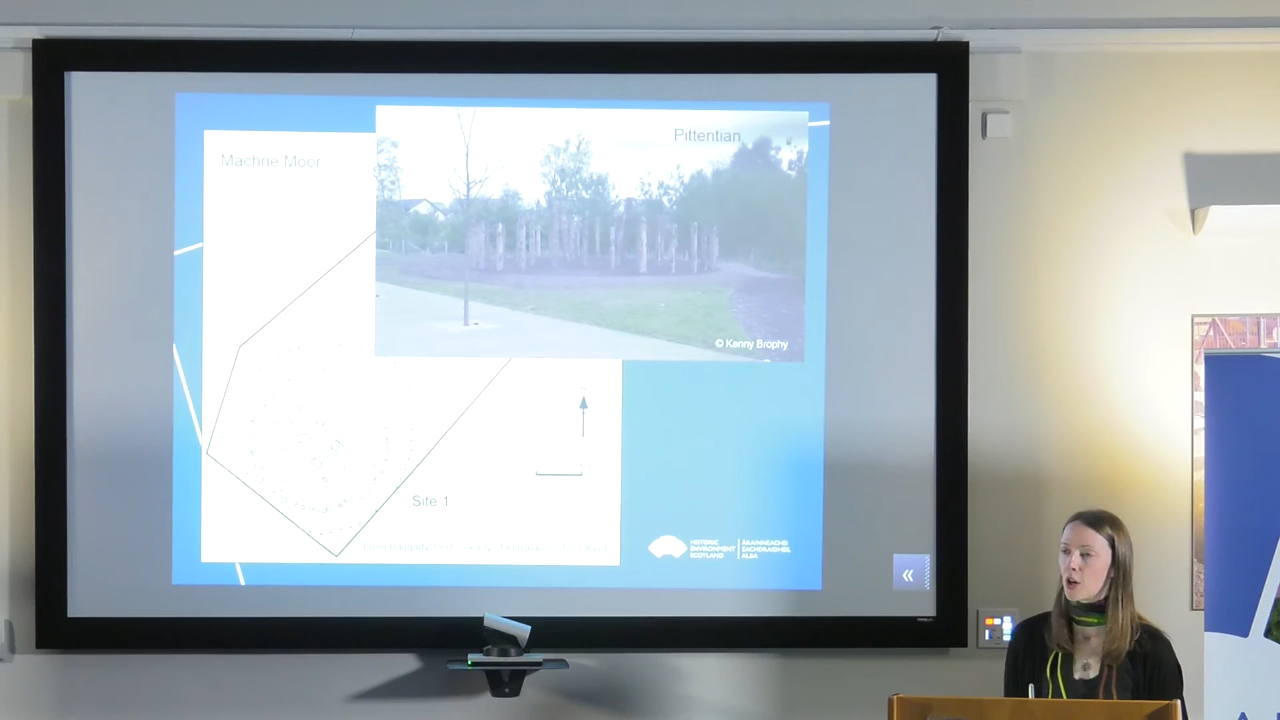 Machrie Moor
Pittentian
© Kenny Brophy
Site 1
HISTORIC
ENVIRONMENT
SCOTLAND
ÀRAINNEACHD
EACHDRAIDHEIL
ALBA
«